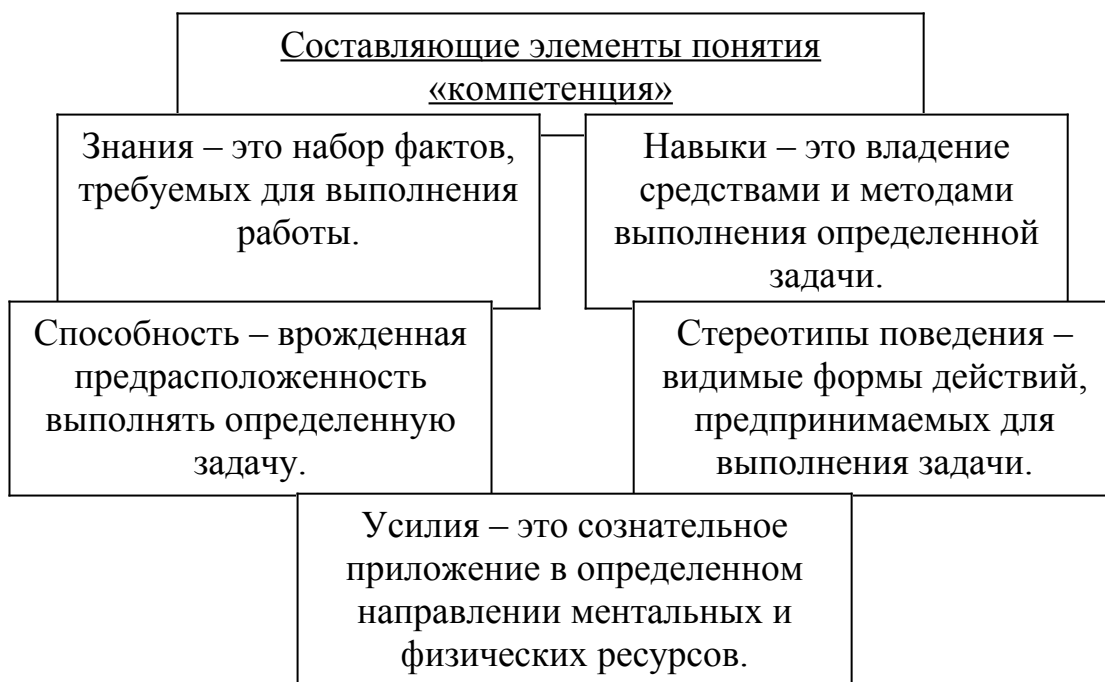 Составляющие элементы понятия
«компетенция»
Знания – это набор фактов,
требуемых для выполнения
работы.
Навыки – это владение
средствами и методами
выполнения определенной
задачи.
Способность – врожденная
предрасположенность
выполнять определенную
задачу.
Стереотипы поведения –
видимые формы действий,
предпринимаемых для
выполнения задачи.
Усилия – это сознательное
приложение в определенном
направлении ментальных и
физических ресурсов.